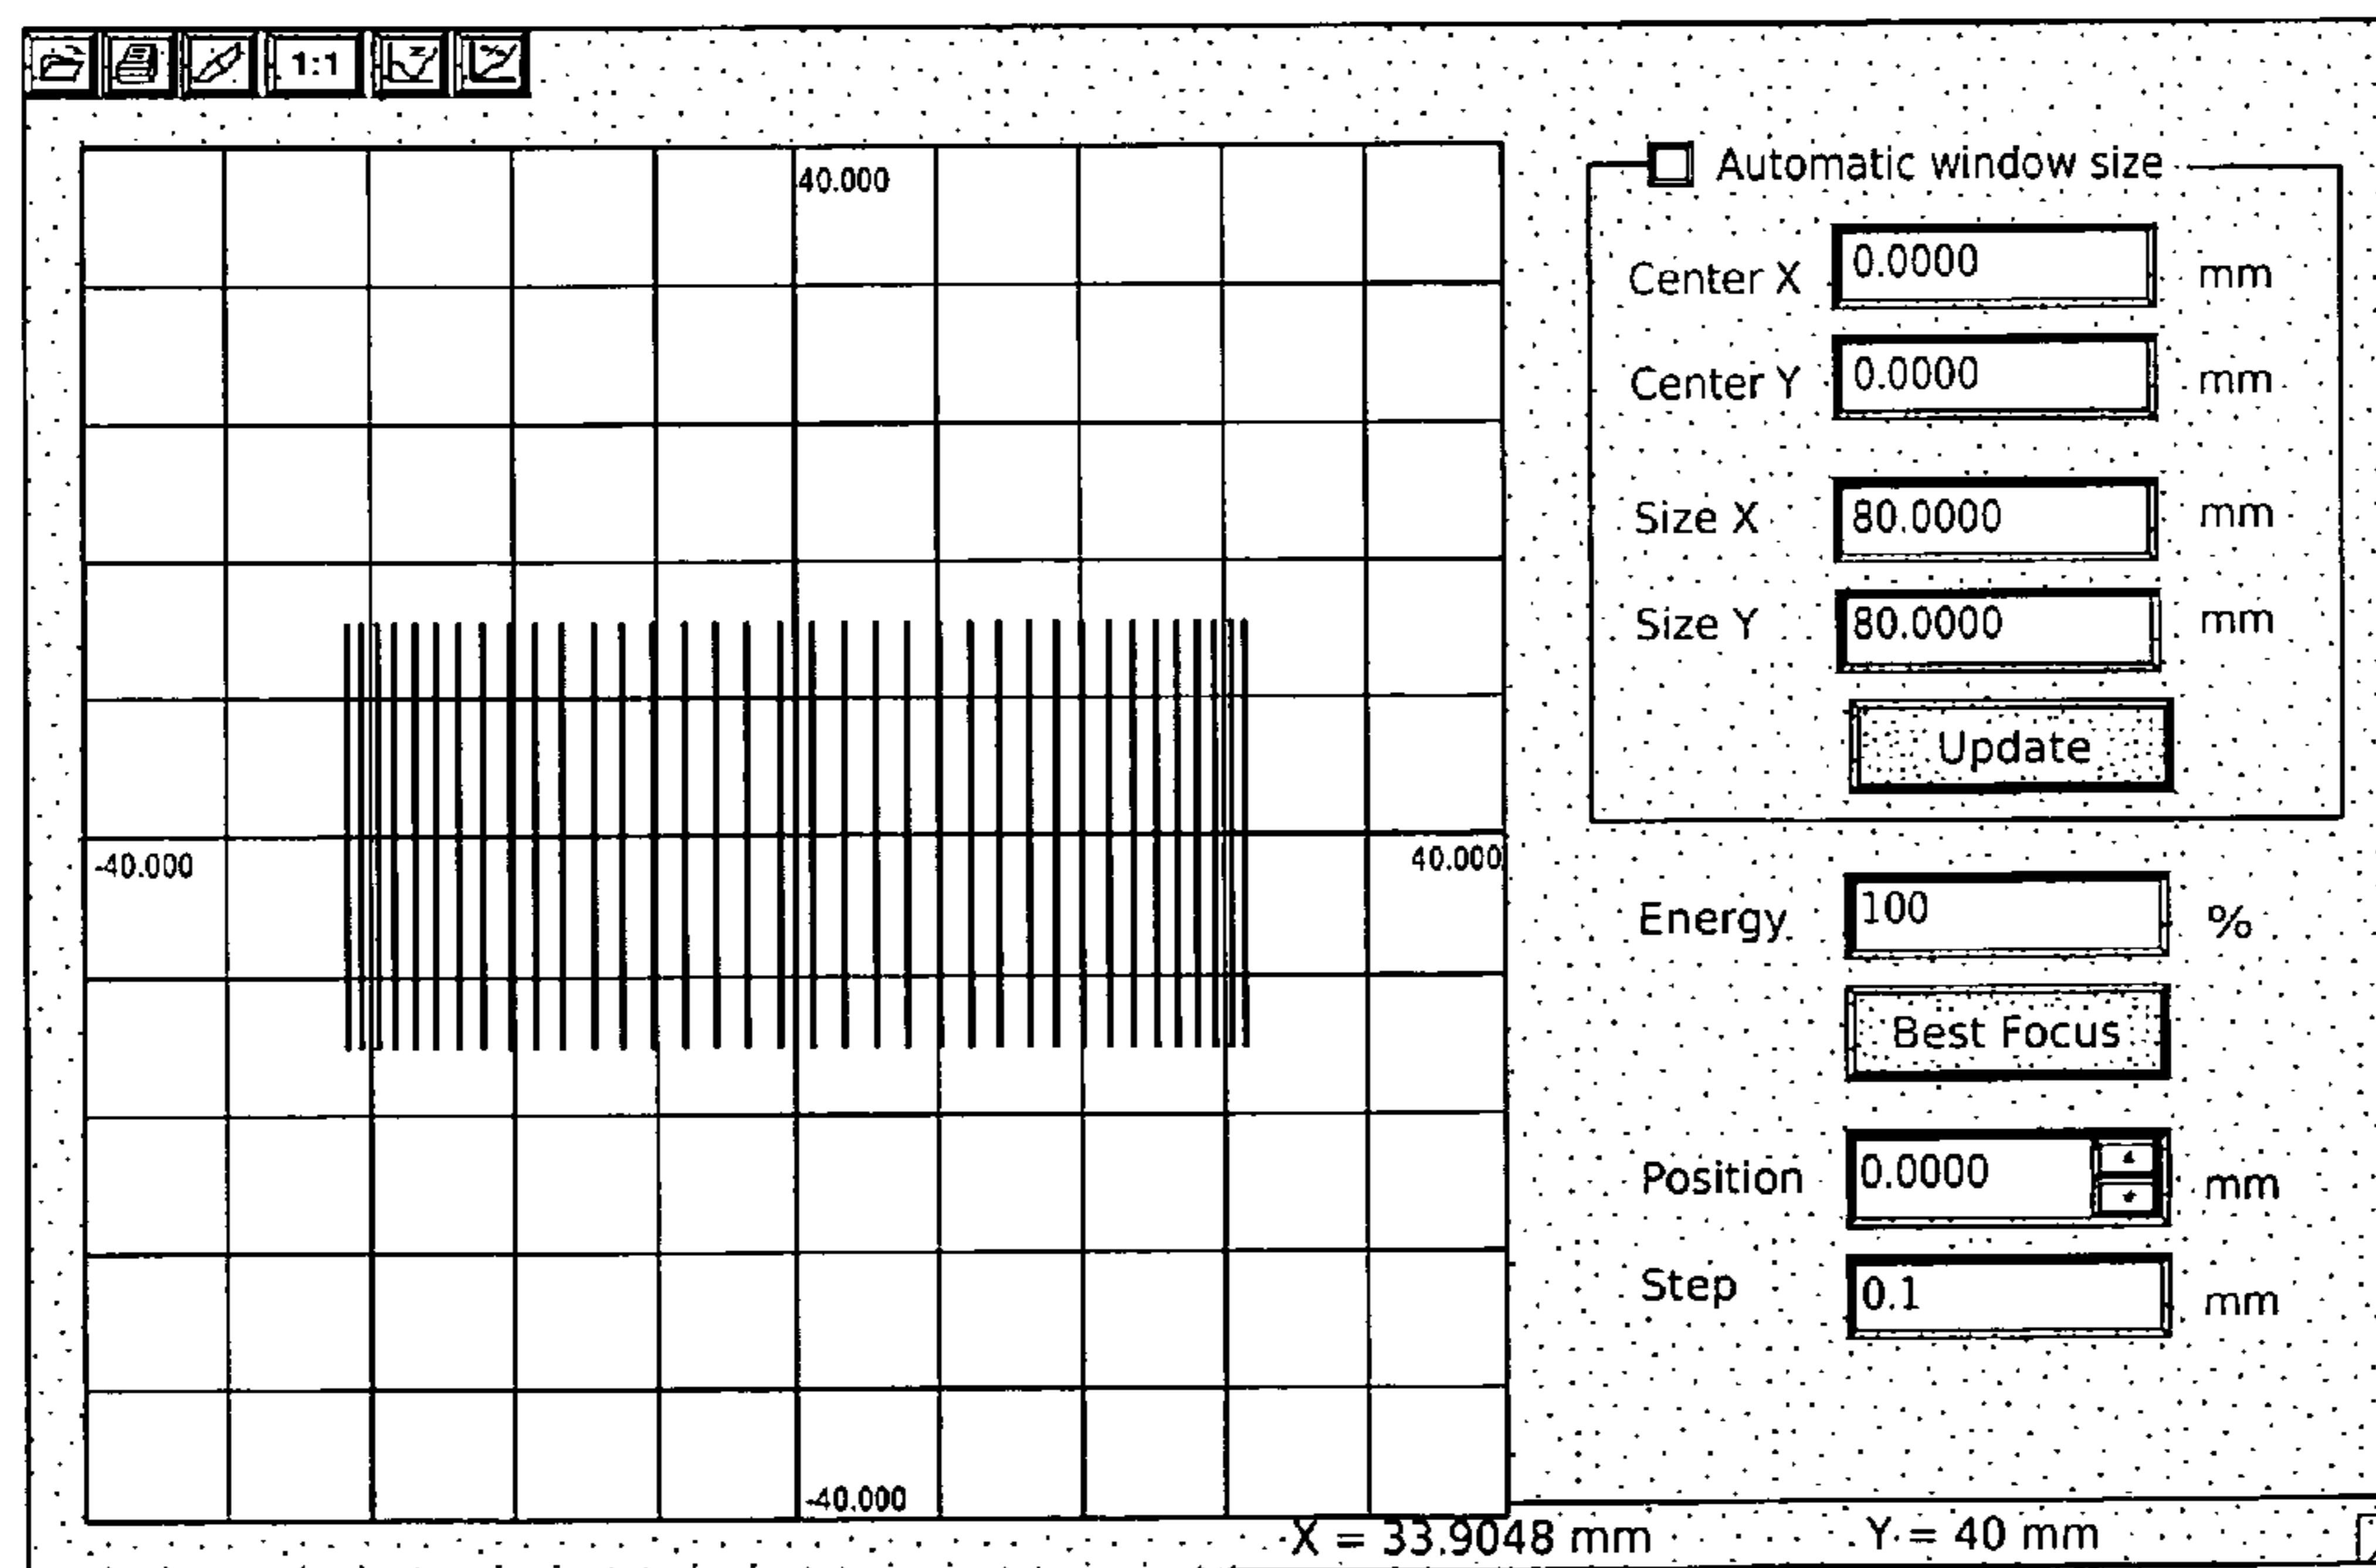 1:1
40.000
-40.000
40.000
-40.000
Automatic window size
Center X 0.0000 mm
Center Y 0.0000 mm
Size X 80.0000 mm
Size Y 80.0000 mm
Update
Energy 100 %
Best Focus
Position 0.0000 mm
Step 0.1 mm
X = 33.9048 mm Y = 40 mm